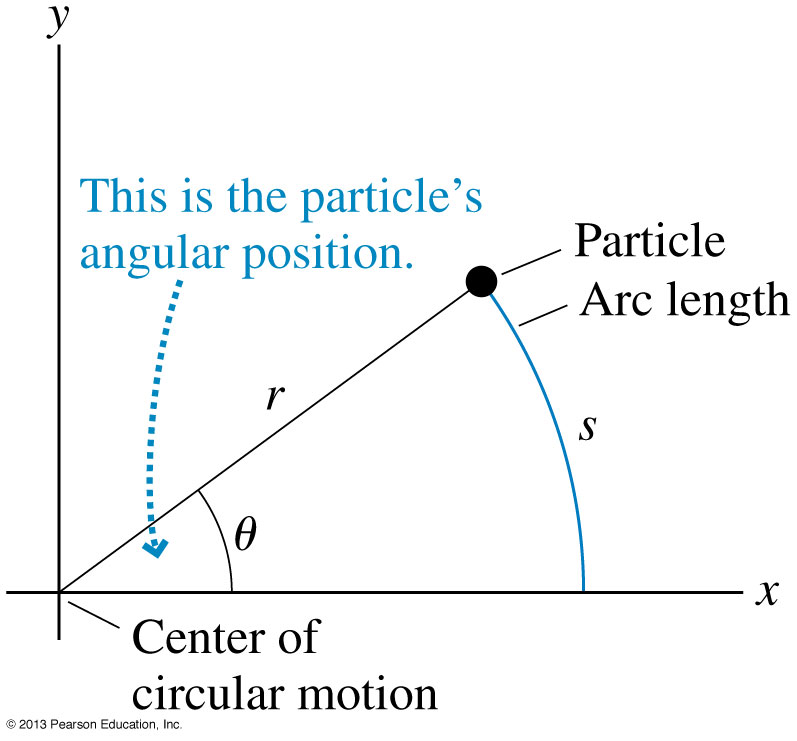 y
This is the particle's
angular position.
Particle
Arc length
r
s
θ
x
Center of
circular motion
© 2013 Pearson Education, Inc.